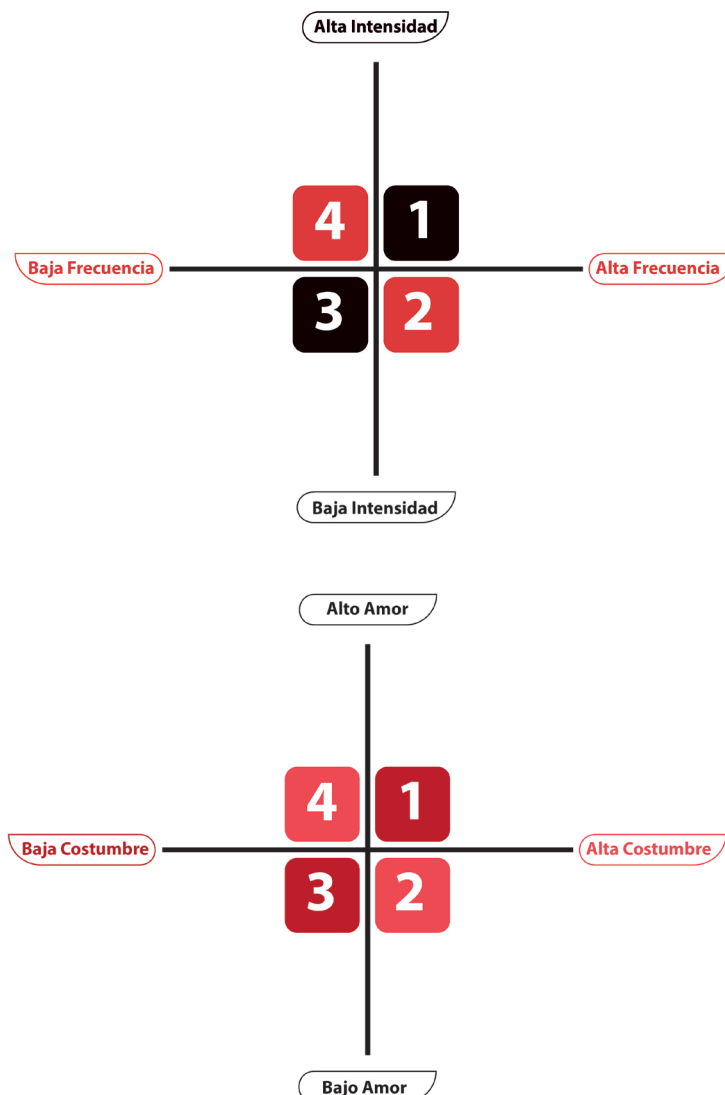 Alta Intensidad
4
1
Baja Frecuencia
Alta Frecuencia
3
2
Baja Intensidad
Alto Amor
4
1
Baja Costumbre
Alta Costumbre
3
2
Bajo Amor